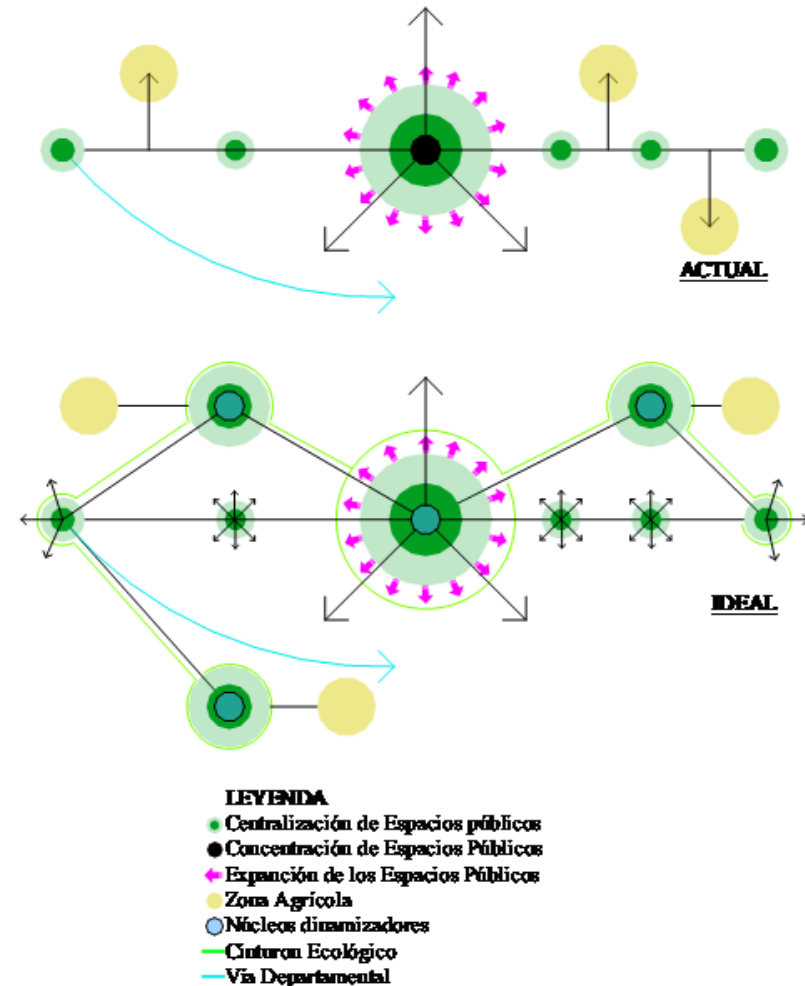 ACTUAL
IDEAL
LEYENDA
Centralización de Espacios públicos
Concentración de Espacios Públicos
Expanción de los Espacios Públicos
Zona Agrícola
Núcleos dinamizadores
Cinturon Ecológico
Vía Departamental